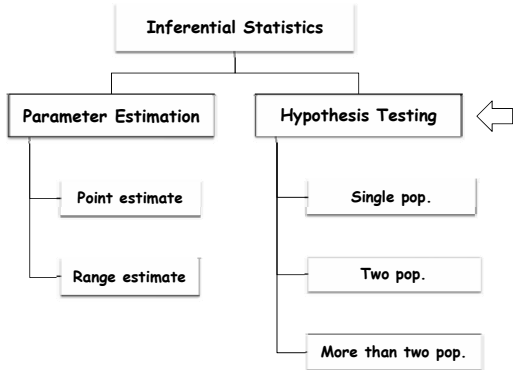 Inferential Statistics
Parameter Estimation
Hypothesis Testing
Point estimate
Single pop.
Range estimate
Two pop.
More than two pop.